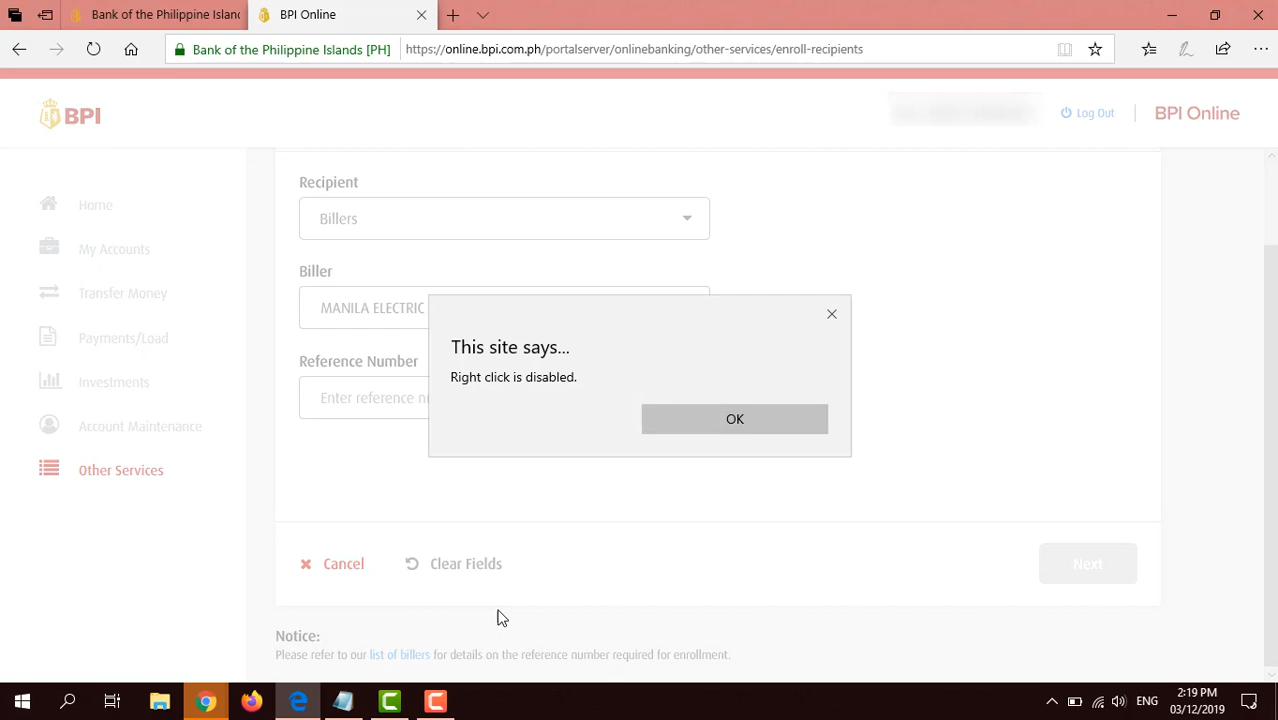 Bank of the Philippine Islan
BPI Online
Bank of the Philippine Islands [PH]
https://online.bpi.com.ph/portalserver/onlinebanking/other-services/enroll-recipients
BPI
Log Out
BPI Online
Home
My Accounts
Transfer Money
Payments/Load
Investments
Account Maintenance
Other Services
Recipient
Billers
Biller
MANILA ELECTRIC
Reference Number
Enter reference nu
This site says...
Right click is disabled.
OK
Cancel
Clear Fields
Next
Notice:
Please refer to our list of billers for details on the reference number required for enrollment.
ENG
2:19 PM
03/12/2019